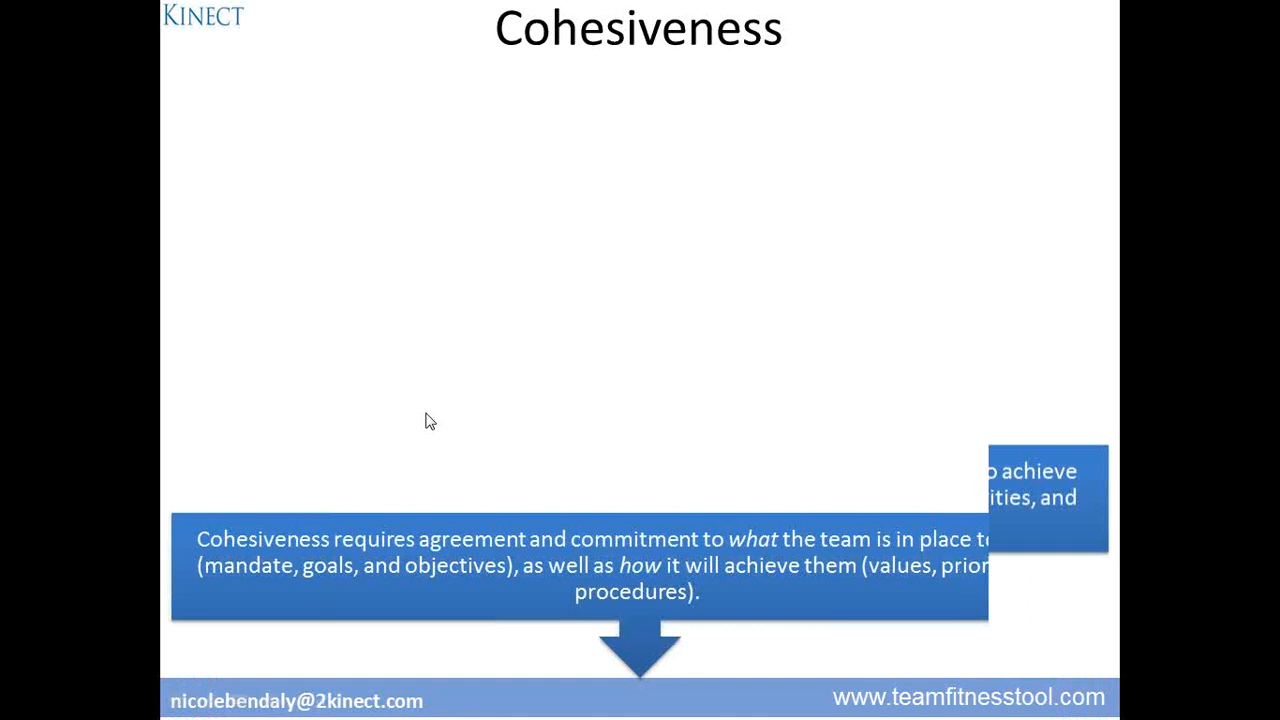 KINECT
Cohesiveness
o achieve
ities, and
Cohesiveness requires agreement and commitment to what the team is in place t
(mandate, goals, and objectives), as well as how it will achieve them (values, prior
procedures).
nicolebendaly@2kinect.com
www.teamfitnesstool.com